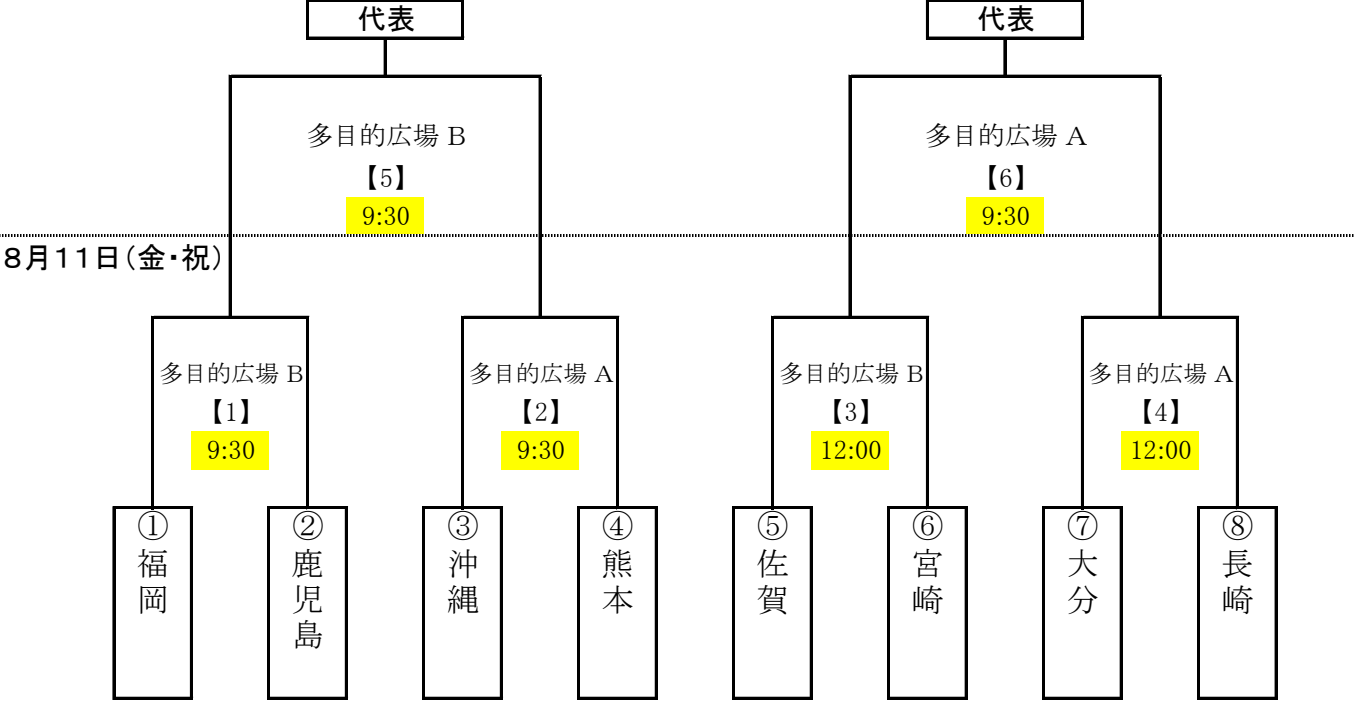 代表
代表
多目的広場 B
多目的広場 A
【5】
【6】
9:30
9:30
８月１１日（金・祝）
多目的広場 B
多目的広場 A
多目的広場 B
多目的広場 A
【1】
【2】
【3】
【4】
9:30
9:30
12:00
12:00
①福岡
②鹿児島
③沖縄
④熊本
⑤佐賀
⑥宮崎
⑦大分
⑧長崎